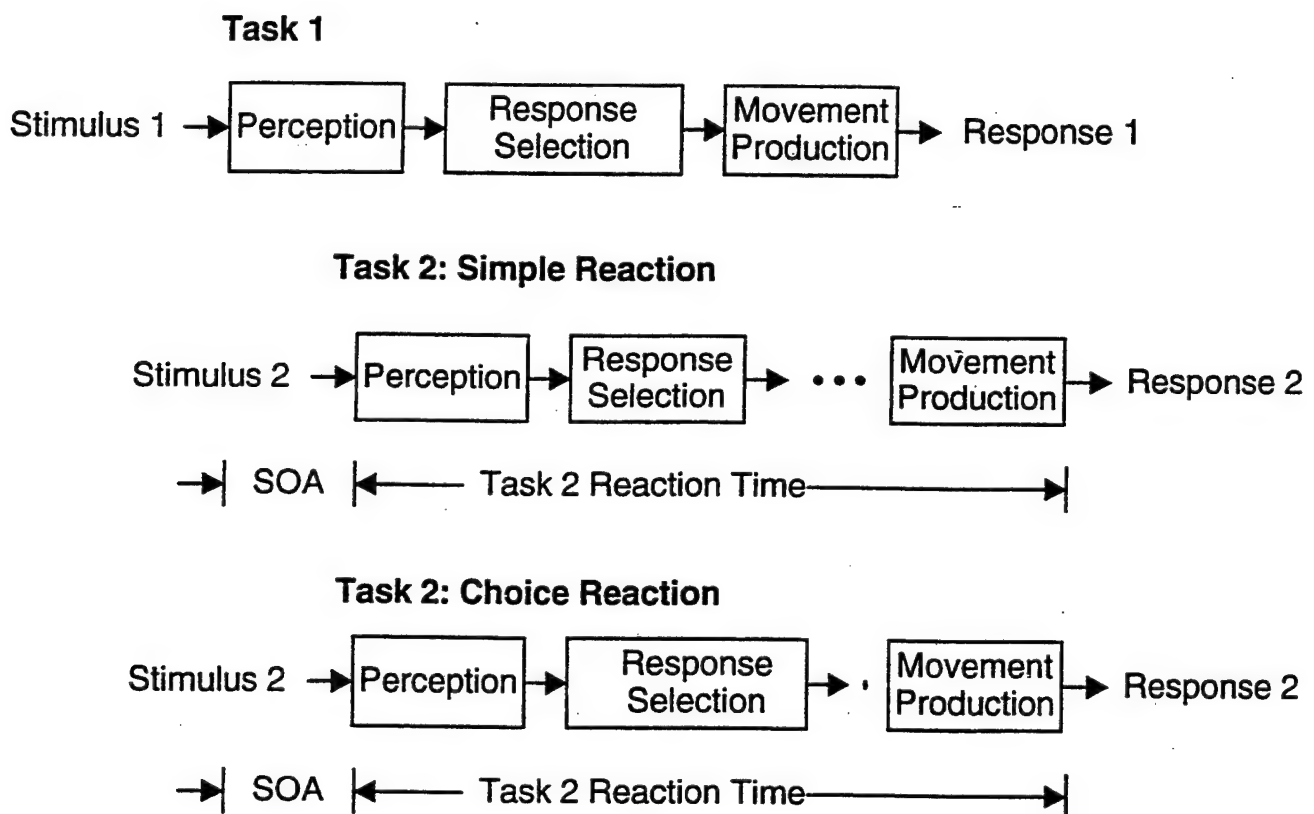 Task 1
Stimulus 1
Perception
Response
Selection
Movement
Production
Response 1
Task 2: Simple Reaction
Stimulus 2
Perception
Response
Selection
• • •
Movement
Production
Response 2
SOA
Task 2 Reaction Time
Task 2: Choice Reaction
Stimulus 2
Perception
Response
Selection
•
Movement
Production
Response 2
SOA
Task 2 Reaction Time